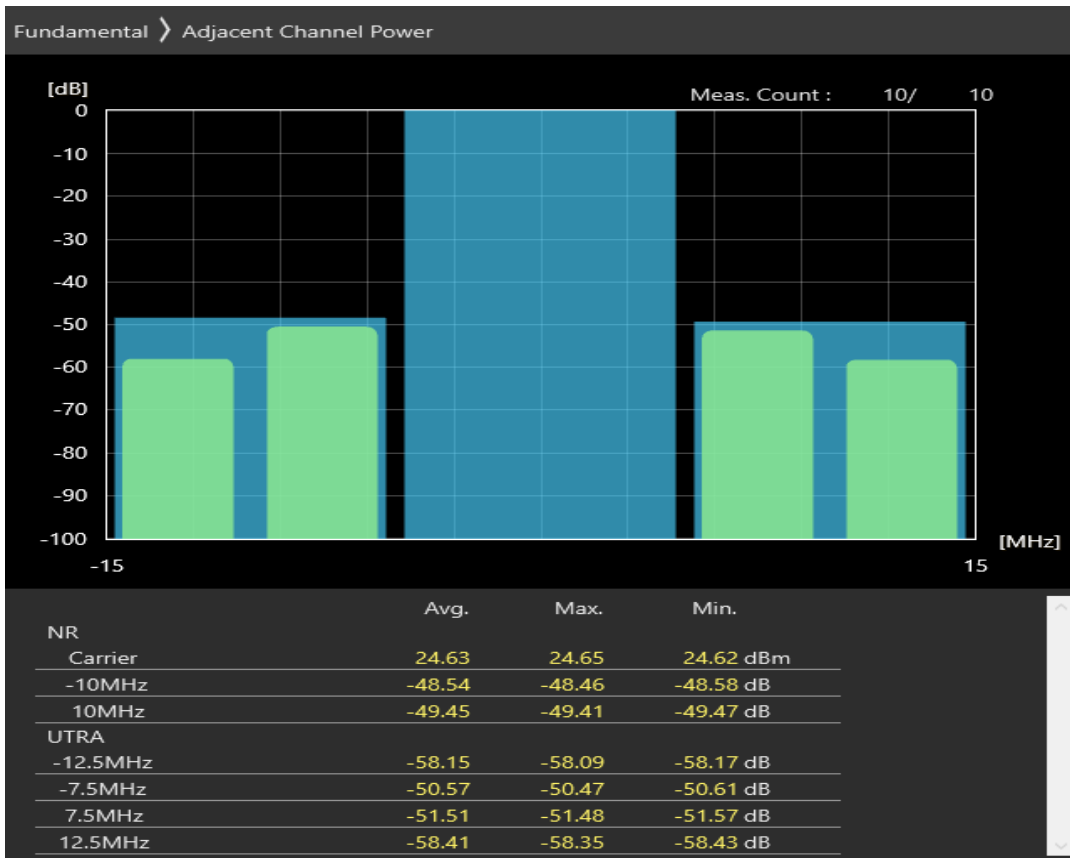 Fundamental 〉 Adjacent Channel Power
[dB]
Meas. Count : 10/ 10
0
-10
-20
-30
-40
-50
-60
-70
-80
-90
-100
[MHz]
-15 15
Avg. Max. Min.
NR
Carrier 24.63 24.65 24.62 dBm
-10MHz -48.54 -48.46 -48.58 dB
10MHz -49.45 -49.41 -49.47 dB
UTRA
-12.5MHz -58.15 -58.09 -58.17 dB
-7.5MHz -50.57 -50.47 -50.61 dB
7.5MHz -51.51 -51.48 -51.57 dB
12.5MHz -58.41 -58.35 -58.43 dB